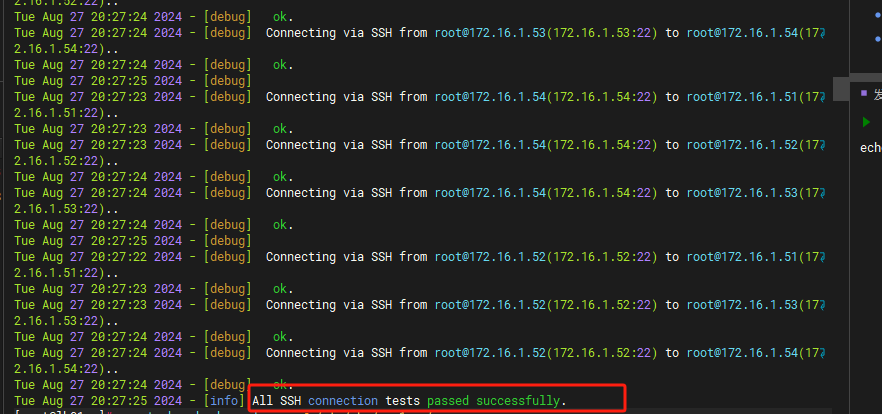 2.16.1.52:22)..
Tue Aug 27 20:27:24 2024 - [debug]   ok.
Tue Aug 27 20:27:24 2024 - [debug]  Connecting via SSH from root@172.16.1.53(172.16.1.53:22) to root@172.16.1.54(17
2.16.1.54:22)..
Tue Aug 27 20:27:24 2024 - [debug]   ok.
Tue Aug 27 20:27:25 2024 - [debug]
Tue Aug 27 20:27:23 2024 - [debug]  Connecting via SSH from root@172.16.1.54(172.16.1.54:22) to root@172.16.1.51(17
2.16.1.51:22)..
Tue Aug 27 20:27:23 2024 - [debug]   ok.
Tue Aug 27 20:27:23 2024 - [debug]  Connecting via SSH from root@172.16.1.54(172.16.1.54:22) to root@172.16.1.52(17
2.16.1.52:22)..
Tue Aug 27 20:27:24 2024 - [debug]   ok.
Tue Aug 27 20:27:24 2024 - [debug]  Connecting via SSH from root@172.16.1.54(172.16.1.54:22) to root@172.16.1.53(17
2.16.1.53:22)..
Tue Aug 27 20:27:24 2024 - [debug]   ok.
Tue Aug 27 20:27:25 2024 - [debug]
Tue Aug 27 20:27:22 2024 - [debug]  Connecting via SSH from root@172.16.1.52(172.16.1.52:22) to root@172.16.1.51(17
2.16.1.51:22)..
Tue Aug 27 20:27:23 2024 - [debug]   ok.
Tue Aug 27 20:27:23 2024 - [debug]  Connecting via SSH from root@172.16.1.52(172.16.1.52:22) to root@172.16.1.53(17
2.16.1.53:22)..
Tue Aug 27 20:27:24 2024 - [debug]   ok.
Tue Aug 27 20:27:24 2024 - [debug]  Connecting via SSH from root@172.16.1.52(172.16.1.52:22) to root@172.16.1.54(17
2.16.1.54:22)..
Tue Aug 27 20:27:24 2024 - [debug]   ok.
Tue Aug 27 20:27:25 2024 - [info] All SSH connection tests passed successfully.
ech